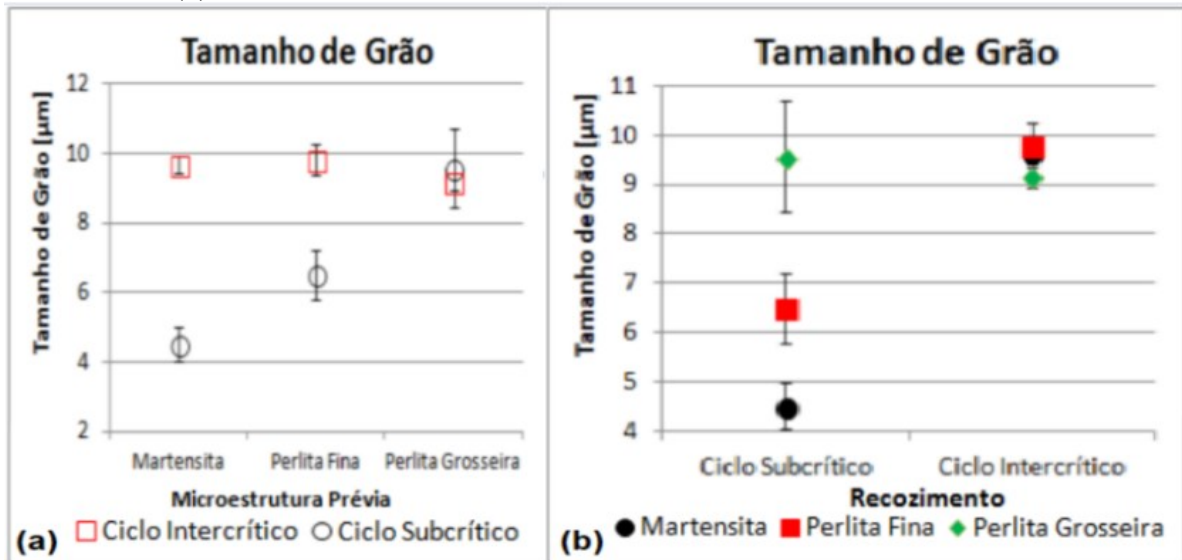 Tamanho de Grão
Tamanho de Grão [µm]
12
10
8
6
4
2
Martensita Perlita Fina Perlita Grosseira
Microestrutura Prévia
(a) Ciclo Intercrítico Ciclo Subcrítico
Tamanho de Grão
Tamanho de Grão [µm]
11
10
9
8
7
6
5
4
Ciclo Subcrítico Ciclo Intercrítico
Recozimento
(b) Martensita Perlita Fina Perlita Grosseira